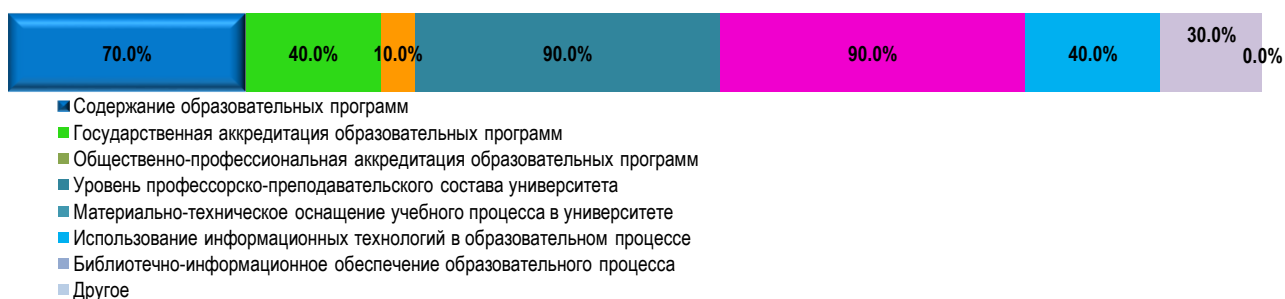 70.0% 40.0% 10.0% 90.0% 90.0% 40.0% 30.0% 0.0%
Содержание образовательных программ
Государственная аккредитация образовательных программ
Общественно-профессиональная аккредитация образовательных программ
Уровень профессорско-преподавательского состава университета
Материально-техническое оснащение учебного процесса в университете
Использование информационных технологий в образовательном процессе
Библиотечно-информационное обеспечение образовательного процесса
Другое